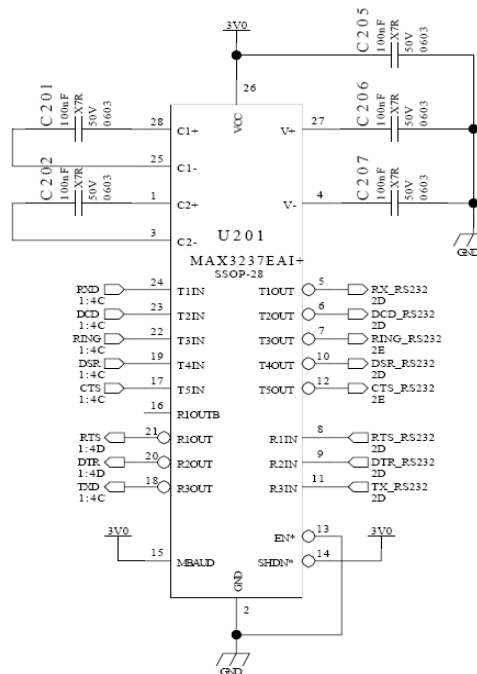 3V0
C205
100nF X7R
50V 0603
C201
100nF X7R
50V 0603
26
VCC
C206
100nF X7R
50V 0603
28 C1+ V+ 27
25 C1-
C202
100nF X7R
50V 0603
C207
100nF X7R
50V 0603
1 C2+ V- 4
3 C2-
U201
MAX3237EAI+
SSOP-28
GND
RXD 24 T1IN T1OUT 5 RX_RS232
1:4C 2D
DCD 23 T2IN T2OUT 6 DCD_RS232
1:4C 2D
RING 22 T3IN T3OUT 7 RING_RS232
1:4C 2E
DSR 19 T4IN T4OUT 10 DSR_RS232
1:4C 2D
CTS 17 T5IN T5OUT 12 CTS_RS232
1:4C 2E
16 R1OUTB
RTS 21 R1OUT R1IN 8 RTS_RS232
1:4D 2D
DTR 20 R2OUT R2IN 9 DTR_RS232
1:4D 2D
TXD 18 R3OUT R3IN 11 TX_RS232
1:4C 2D
3V0 EN* 13 3V0
15 MBAUD SHDN* 14
GND
2
GND